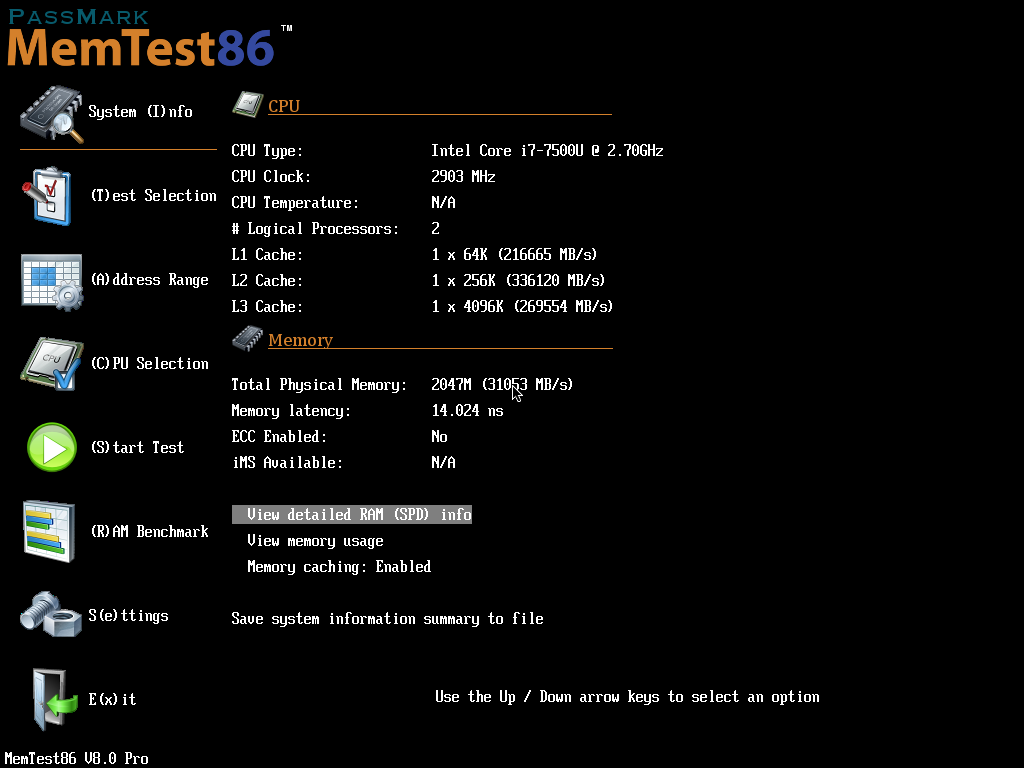 PASSMARK
MemTest86™
System (I)nfo
(T)est Selection
(A)ddress Range
(C)PU Selection
CPU
(S)tart Test
(R)AM Benchmark
S(e)ttings
E(x)it
CPU
CPU Type: Intel Core i7-7500U @ 2.70GHz
CPU Clock: 2903 MHz
CPU Temperature: N/A
# Logical Processors: 2
L1 Cache: 1 x 64K (216665 MB/s)
L2 Cache: 1 x 256K (336120 MB/s)
L3 Cache: 1 x 4096K (269554 MB/s)
Memory
Total Physical Memory: 2047M (31053 MB/s)
Memory latency: 14.024 ns
ECC Enabled: No
iMS Available: N/A
View detailed RAM (SPD) info
View memory usage
Memory caching: Enabled
Save system information summary to file
Use the Up / Down arrow keys to select an option
MemTest86 V8.0 Pro